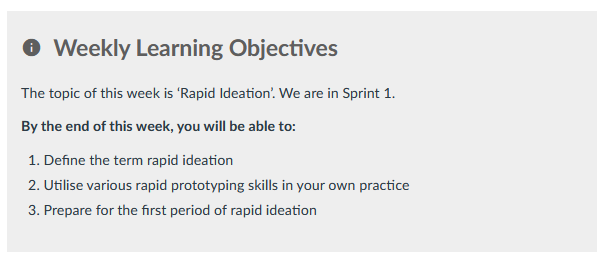 Weekly Learning Objectives
The topic of this week is ‘Rapid Ideation’. We are in Sprint 1.
By the end of this week, you will be able to:
1. Define the term rapid ideation
2. Utilise various rapid prototyping skills in your own practice
3. Prepare for the first period of rapid ideation